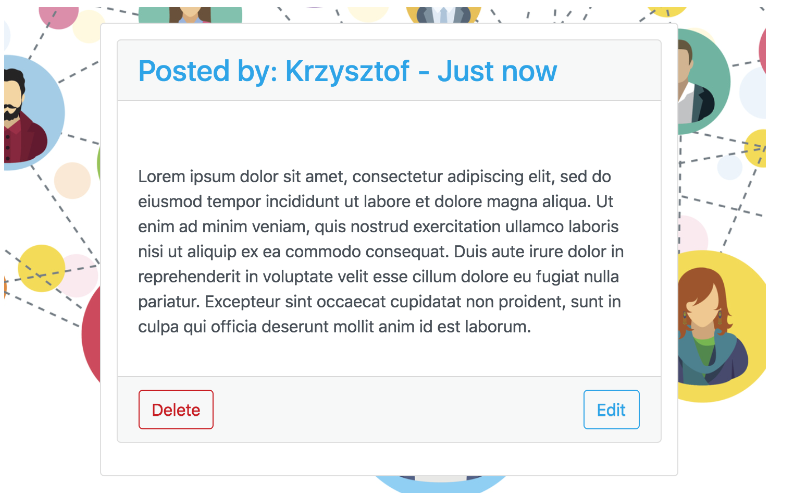 Posted by: Krzysztof - Just now
Lorem ipsum dolor sit amet, consectetur adipiscing elit, sed do
eiusmod tempor incididunt ut labore et dolore magna aliqua. Ut
enim ad minim veniam, quis nostrud exercitation ullamco laboris
nisi ut aliquip ex ea commodo consequat. Duis aute irure dolor in
reprehenderit in voluptate velit esse cillum dolore eu fugiat nulla
pariatur. Excepteur sint occaecat cupidatat non proident, sunt in
culpa qui officia deserunt mollit anim id est laborum.
Delete
Edit